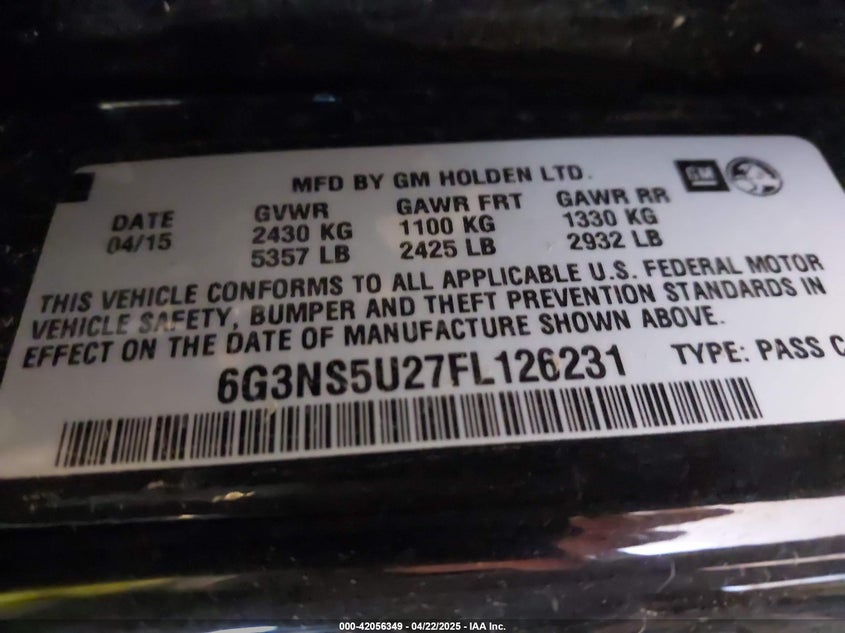 MFD BY GM HOLDEN LTD.
GM
DATE GVWR GAWR FRT GAWR RR
04/15 2430 KG 1100 KG 1330 KG
5357 LB 2425 LB 2932 LB
THIS VEHICLE CONFORMS TO ALL APPLICABLE U.S. FEDERAL MOTOR
VEHICLE SAFETY, BUMPER AND THEFT PREVENTION STANDARDS IN
EFFECT ON THE DATE OF MANUFACTURE SHOWN ABOVE.
6G3NS5U27FL126231 TYPE: PASS C
000-42056349 - 04/22/2025 - IAA Inc.